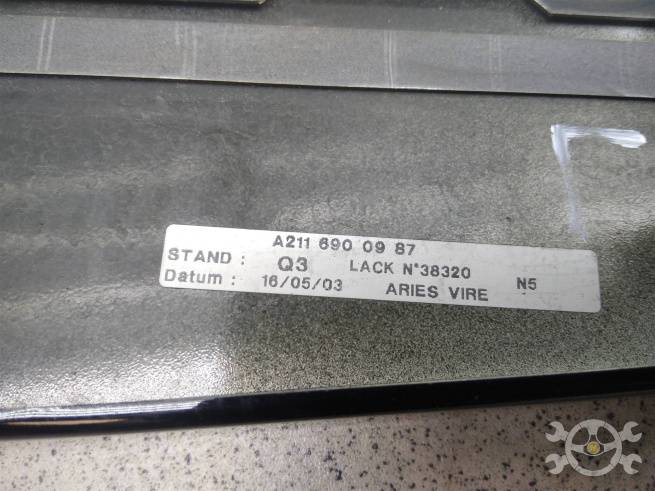 A211 690 09 87
STAND : Q3 LACK N°38320 N5
Datum : 16/05/03 ARIES VIRE